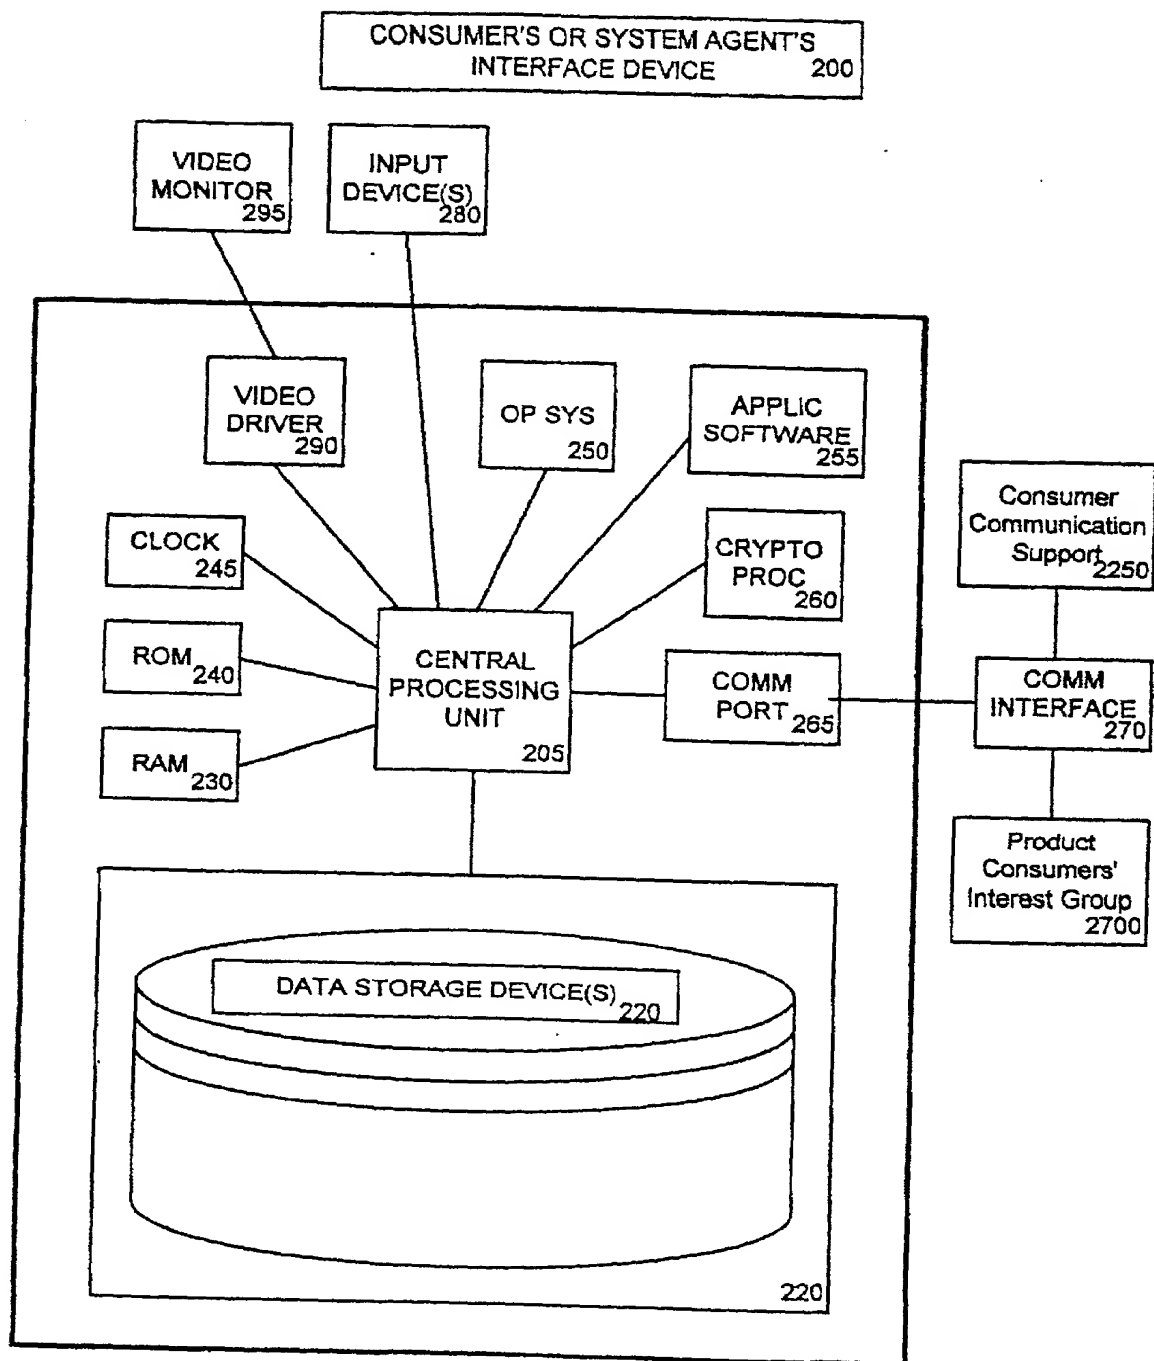 CONSUMER'S OR SYSTEM AGENT'S
INTERFACE DEVICE 200
VIDEO
MONITOR
295
INPUT
DEVICE(S)
280
VIDEO
DRIVER
290
OP SYS
250
APPLIC
SOFTWARE
255
CLOCK
245
CRYPTO
PROC
260
Consumer
Communication
Support
2250
ROM
240
CENTRAL
PROCESSING
UNIT
205
COMM
PORT
265
COMM
INTERFACE
270
RAM
230
Product
Consumers'
Interest Group
2700
DATA STORAGE DEVICE(S)
220
220